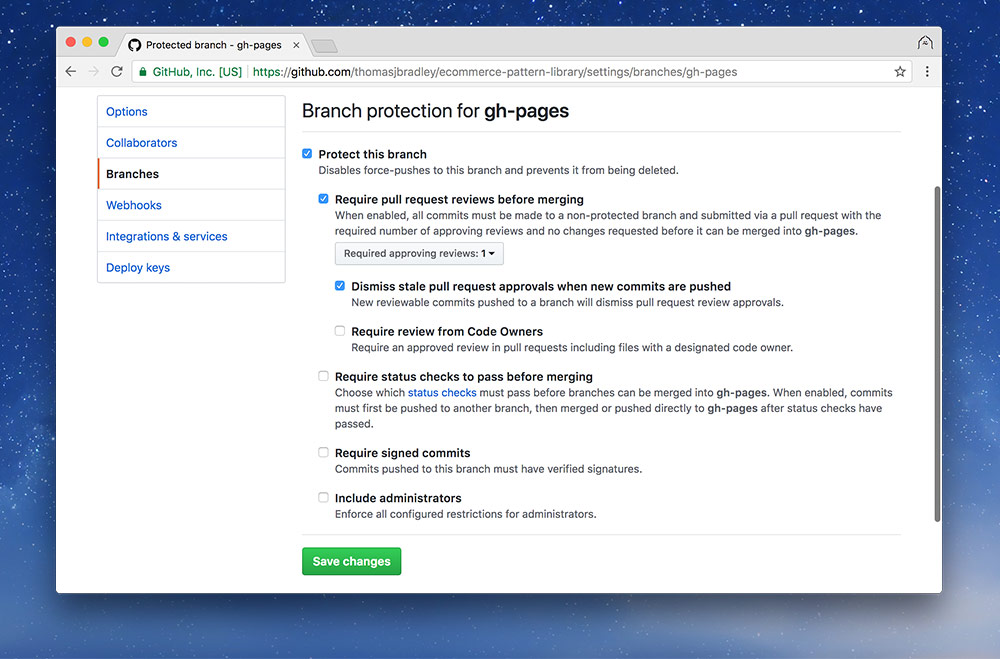 Protected branch - gh-pages
GitHub, Inc. [US]
https://github.com/thomasjbradley/ecommerce-pattern-library/settings/branches/gh-pages
Options
Collaborators
Branches
Webhooks
Integrations & services
Deploy keys
Branch protection for gh-pages
Protect this branch
Disables force-pushes to this branch and prevents it from being deleted.
Require pull request reviews before merging
When enabled, all commits must be made to a non-protected branch and submitted via a pull request with the
required number of approving reviews and no changes requested before it can be merged into gh-pages.
Required approving reviews: 1
Dismiss stale pull request approvals when new commits are pushed
New reviewable commits pushed to a branch will dismiss pull request review approvals.
Require review from Code Owners
Require an approved review in pull requests including files with a designated code owner.
Require status checks to pass before merging
Choose which status checks must pass before branches can be merged into gh-pages. When enabled, commits
must first be pushed to another branch, then merged or pushed directly to gh-pages after status checks have
passed.
Require signed commits
Commits pushed to this branch must have verified signatures.
Include administrators
Enforce all configured restrictions for administrators.
Save changes